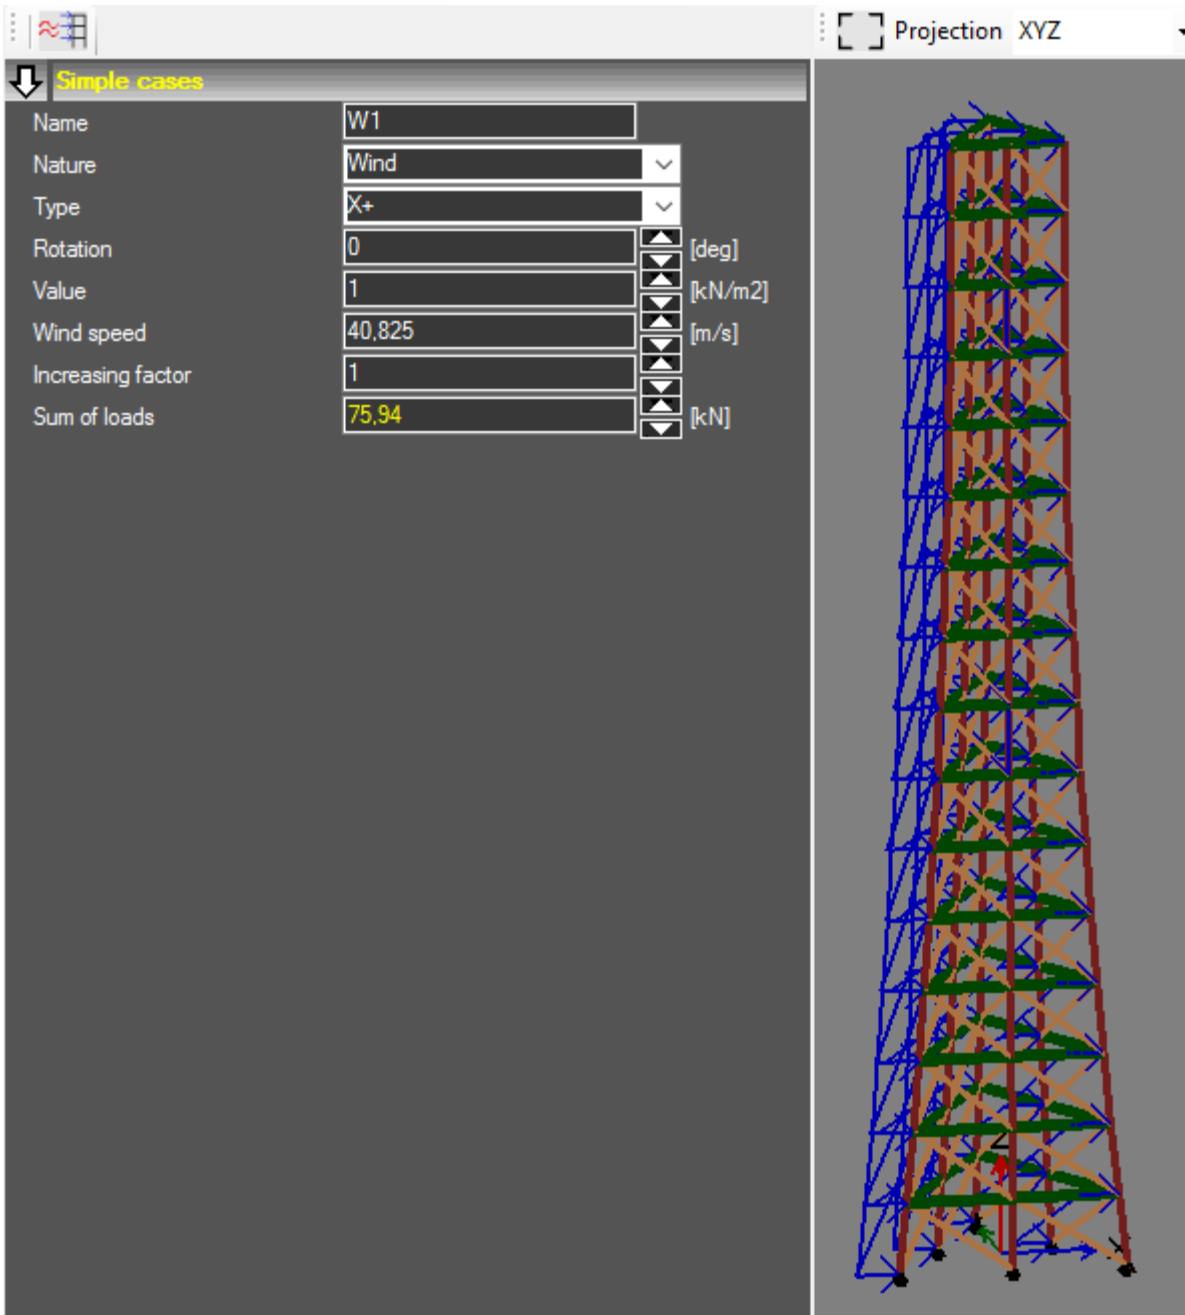 Projection XYZ
Simple cases
Name W1
Nature Wind
Type X+
Rotation 0 [deg]
Value 1 [kN/m2]
Wind speed 40,825 [m/s]
Increasing factor 1
Sum of loads 75,94 [kN]
Z
X